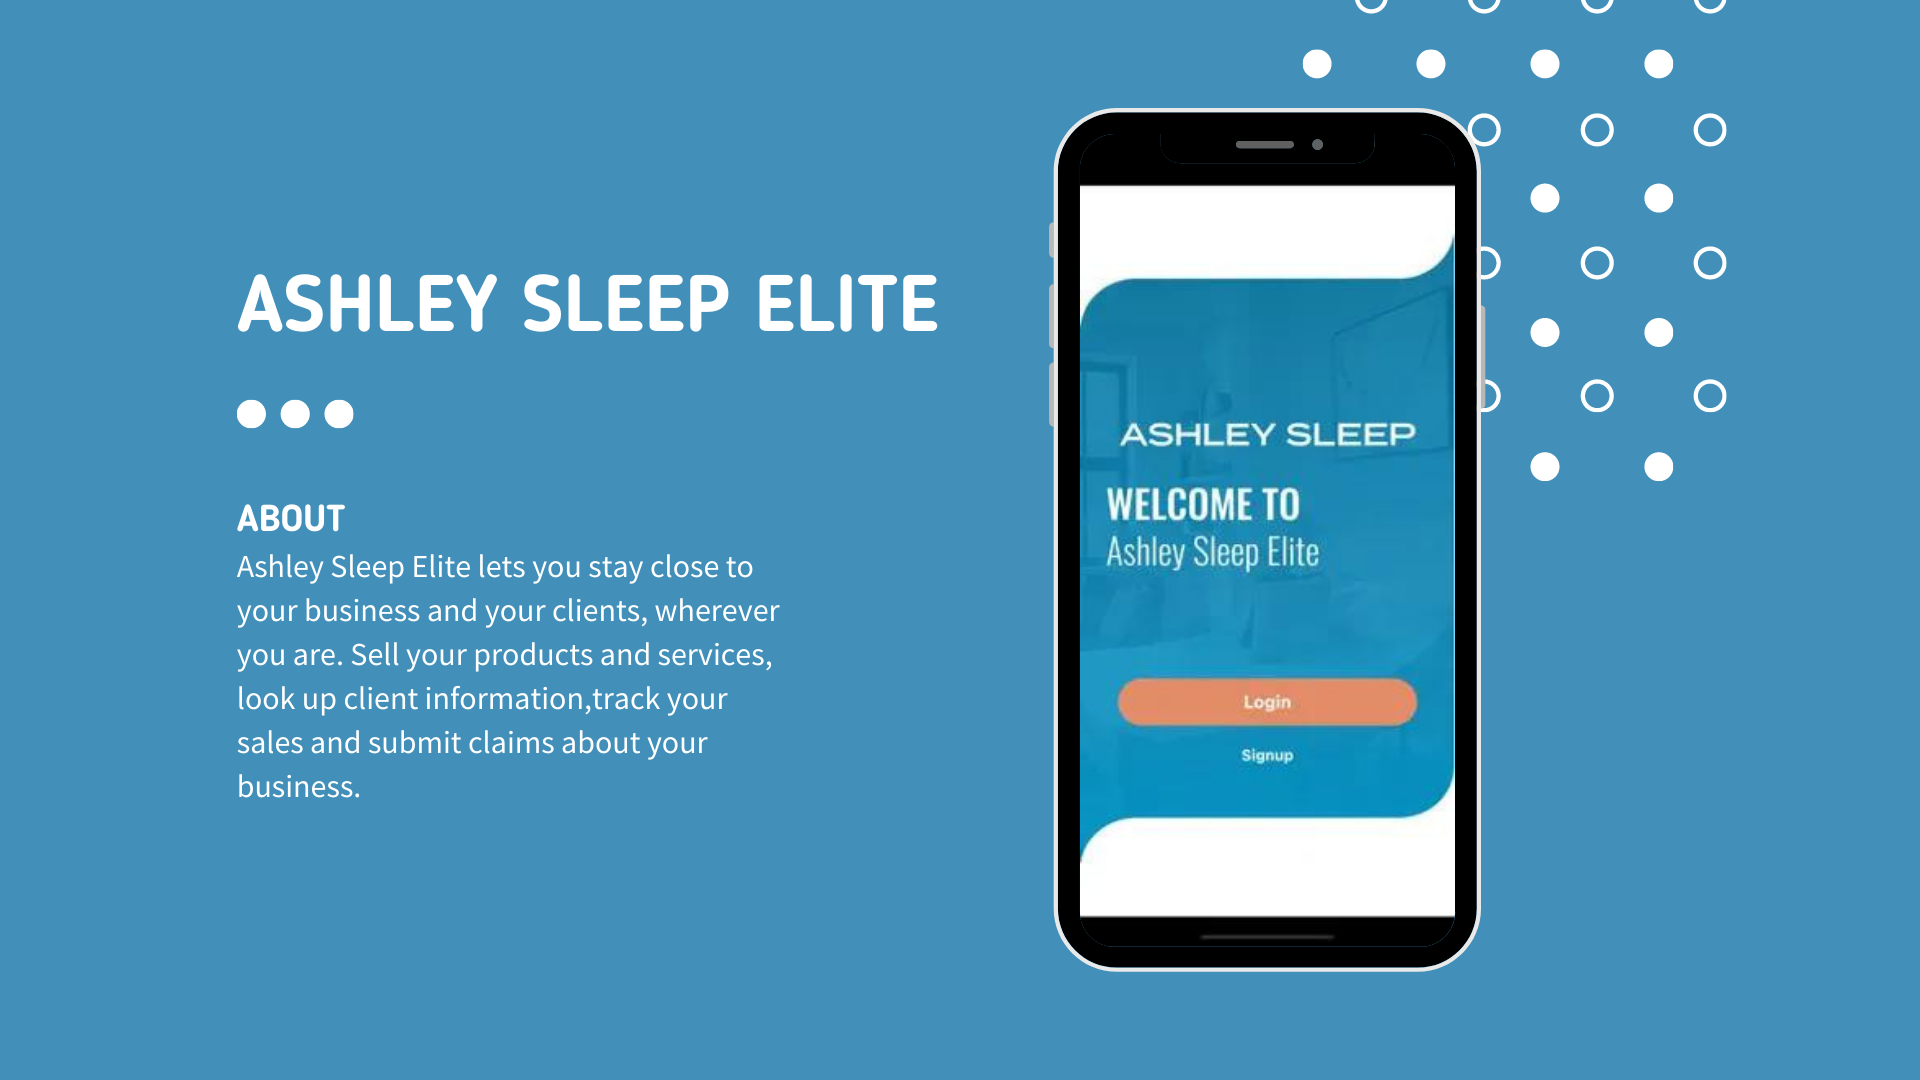 ASHLEY SLEEP ELITE
ABOUT
Ashley Sleep Elite lets you stay close to
your business and your clients, wherever
you are. Sell your products and services,
look up client information,track your
sales and submit claims about your
business.
ASHLEY SLEEP
WELCOME TO
Ashley Sleep Elite
Login
Signup